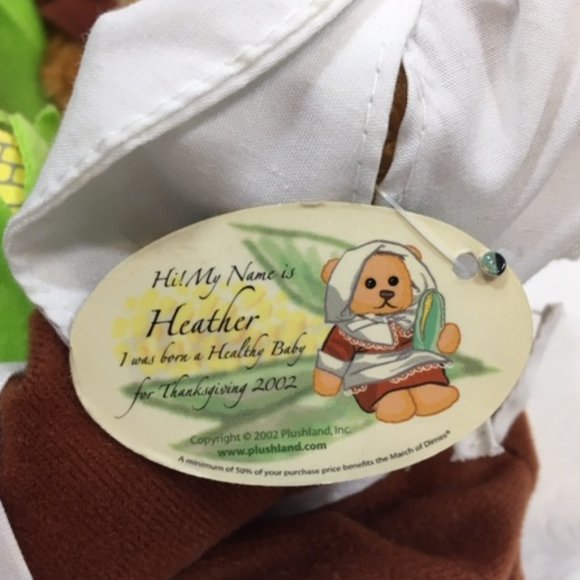 Hi! My Name is
Heather
I was born a Healthy Baby
for Thanksgiving 2002
Copyright © 2002 Plushland, Inc.
www.plushland.com
A minimum of 50% of your purchase price benefits the March of Dimes®